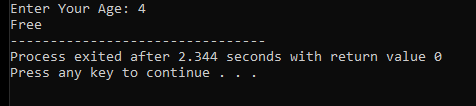 Enter Your Age: 4
Free
--------------------------------
Process exited after 2.344 seconds with return value 0
Press any key to continue . . .